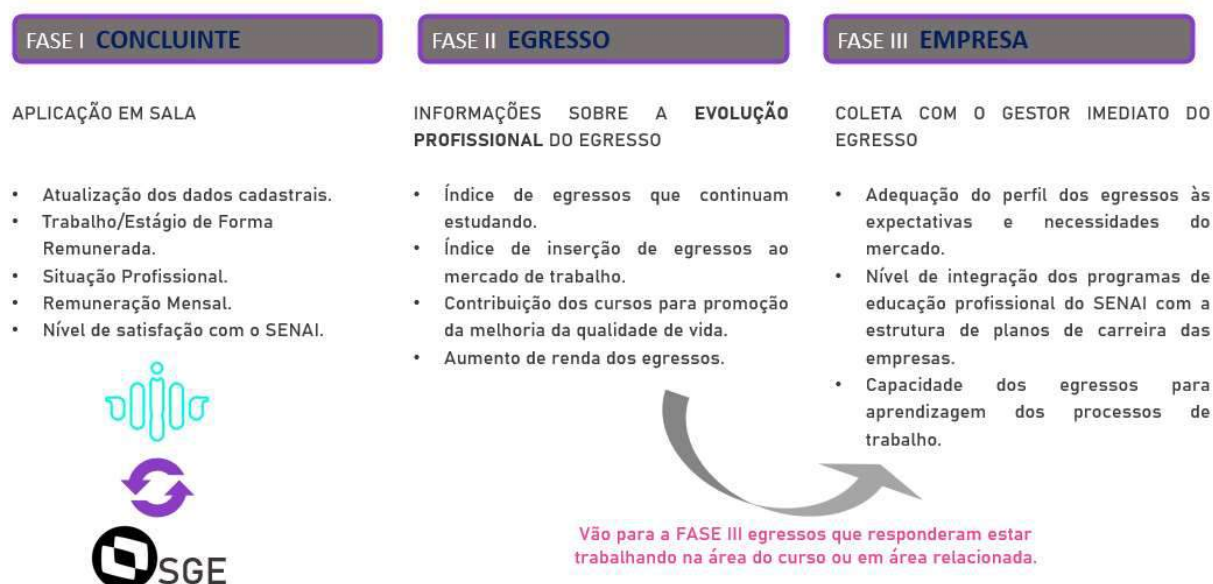 FASE I CONCLUINTE
APLICAÇÃO EM SALA
• Atualização dos dados cadastrais.
• Trabalho/Estágio de Forma
Remunerada.
• Situação Profissional.
• Remuneração Mensal.
• Nível de satisfação com o SENAI.
SGE
FASE II EGRESSO
INFORMAÇÕES SOBRE A EVOLUÇÃO
PROFISSIONAL DO EGRESSO
• Índice de egressos que continuam
estudando.
• Índice de inserção de egressos ao
mercado de trabalho.
• Contribuição dos cursos para promoção
da melhoria da qualidade de vida.
• Aumento de renda dos egressos.
FASE III EMPRESA
COLETA COM O GESTOR IMEDIATO DO
EGRESSO
• Adequação do perfil dos egressos às
expectativas e necessidades do
mercado.
• Nível de integração dos programas de
educação profissional do SENAI com a
estrutura de planos de carreira das
empresas.
• Capacidade dos egressos para
aprendizagem dos processos de
trabalho.
Vão para a FASE III egressos que responderam estar
trabalhando na área do curso ou em área relacionada.